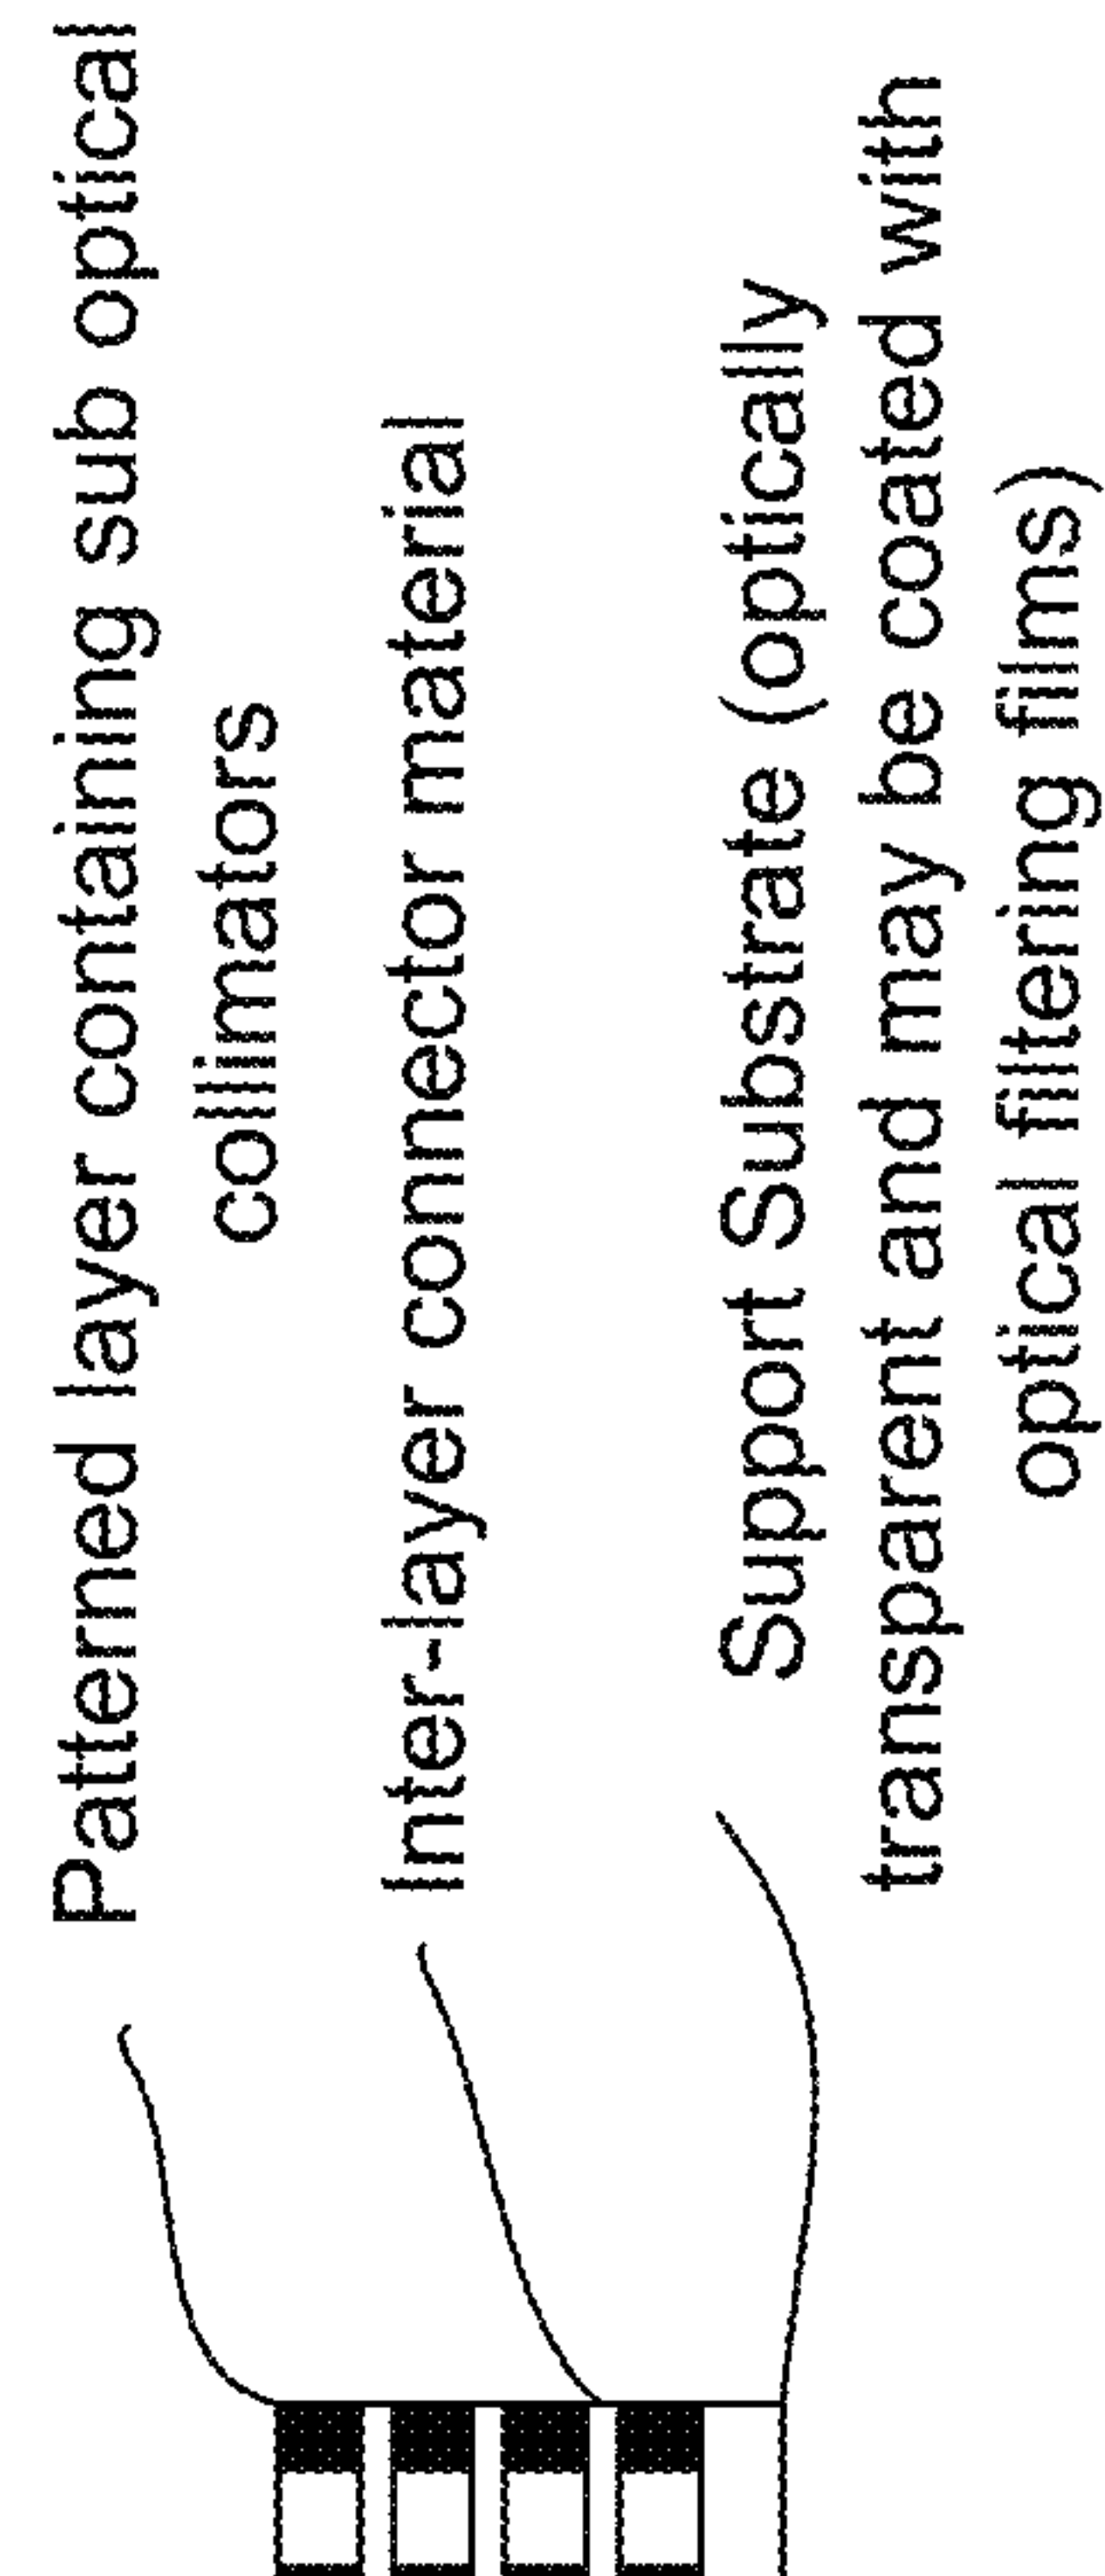 Patterned layer containing sub optical
collimators
Inter-layer connector material
Support Substrate (optically
transparent and may be coated with
optical filtering films)